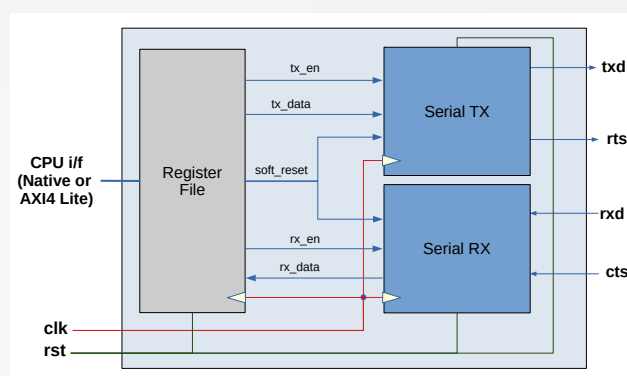 tx_en
txd
tx_data
Serial TX
rts
CPU i/f
(Native or
AXI4 Lite)
Register
File
soft_reset
rxd
rx_en
Serial RX
rx_data
cts
clk
rst